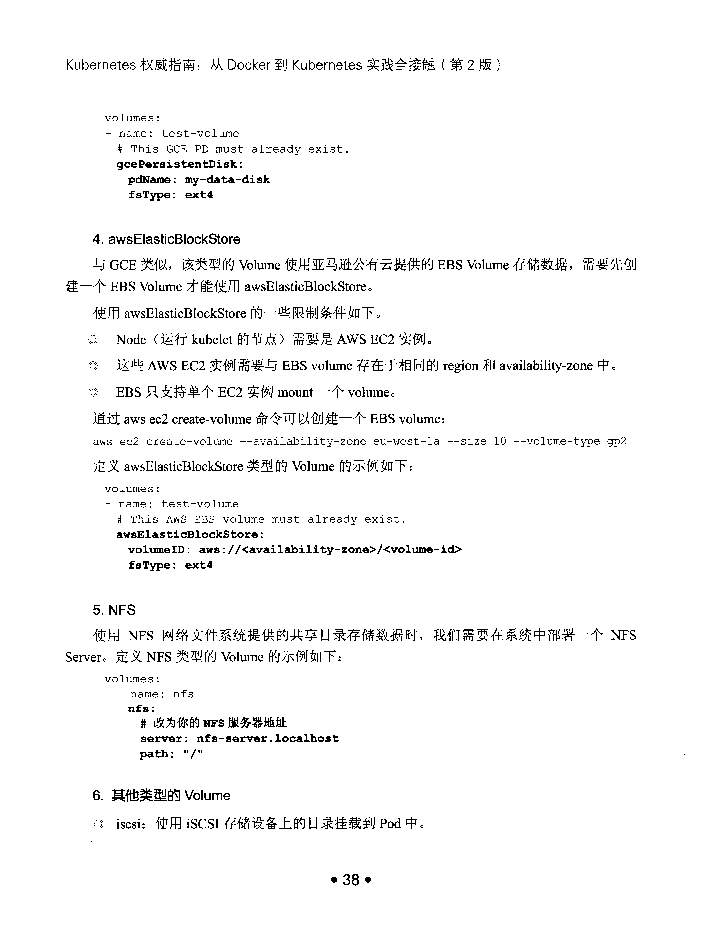 Kubernetes 权威指南：从 Docker 到 Kubernetes 实践全接触（第 2 版）
volumes:
- name: test-volume
# This GCE PD must already exist.
gcePersistentDisk:
pdName: my-data-disk
fsType: ext4
4. awsElasticBlockStore
与 GCE 类似，该类型的 Volume 使用亚马逊公有云提供的 EBS Volume 存储数据，需要先创
建一个 EBS Volume 才能使用 awsElasticBlockStore。
使用 awsElasticBlockStore 的一些限制条件如下。
Node（运行 kubelet 的节点）需要是 AWS EC2 实例。
这些 AWS EC2 实例需要与 EBS volume 存在于相同的 region 和 availability-zone 中。
EBS 只支持单个 EC2 实例 mount 一个 volume。
通过 aws ec2 create-volume 命令可以创建一个 EBS volume：
aws ec2 create-volume --availability-zone eu-west-1a --size 10 --volume-type gp2
定义 awsElasticBlockStore 类型的 Volume 的示例如下：
volumes:
- name: test-volume
# This AWS EBS volume must already exist.
awsElasticBlockStore:
volumeID: aws://<availability-zone>/<volume-id>
fsType: ext4
5. NFS
使用 NFS 网络文件系统提供的共享目录存储数据时，我们需要在系统中部署一个 NFS
Server。定义 NFS 类型的 Volume 的示例如下：
volumes:
name: nfs
nfs:
# 改为你的 NFS 服务器地址
server: nfs-server.localhost
path: "/"
6. 其他类型的 Volume
iscsi：使用 iSCSI 存储设备上的目录挂载到 Pod 中。
• 38 •